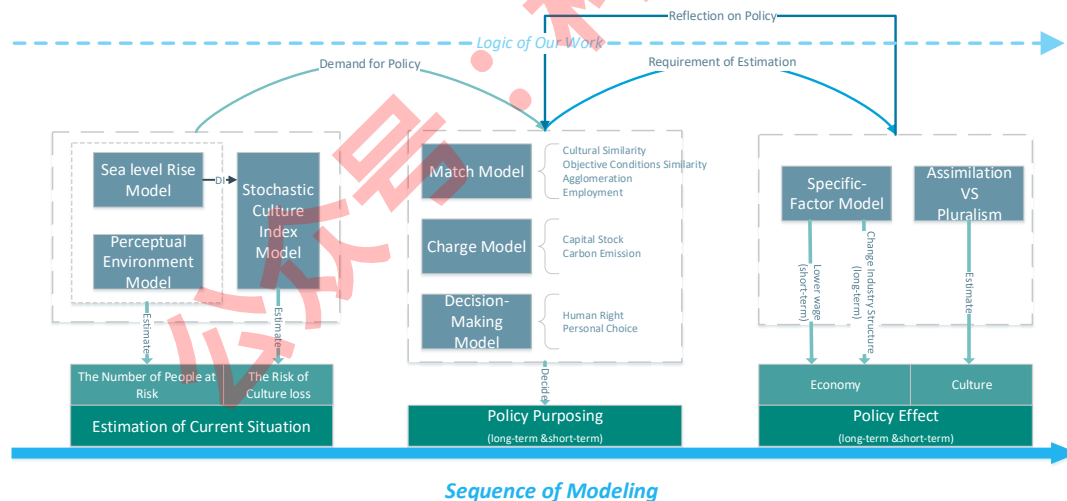 Reflection on Policy
Logic of Our Work
Demand for Policy
Requirement of Estimation
Sea level Rise
Model
DI
Stochastic
Culture
Index
Model
Perceptual
Environment
Model
Estimate
Estimate
The Number of People at
Risk
The Risk of
Culture loss
Estimation of Current Situation
Match Model
Cultural Similarity
Objective Conditions Similarity
Agglomeration
Employment
Charge Model
Capital Stock
Carbon Emission
Decision-
Making
Model
Human Right
Personal Choice
Decide
Policy Purposing
(long-term &short-term)
Specific-
Factor Model
Assimilation
VS
Pluralism
Lower wage
(short-term)
Change Industry Structure
(long-term)
Estimate
Economy
Culture
Policy Effect
(long-term &short-term)
Sequence of Modeling
公众号：